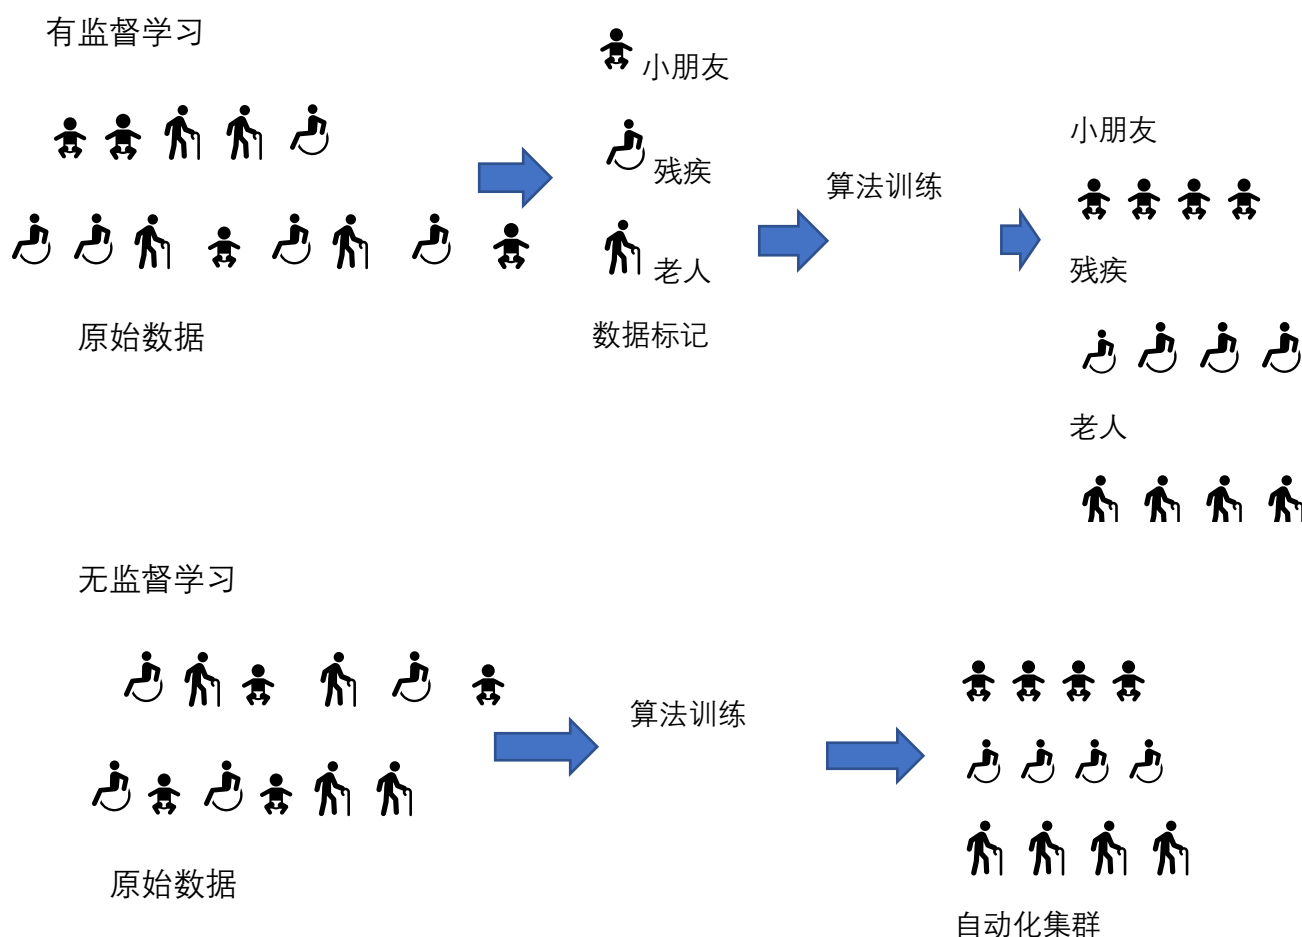 有监督学习
原始数据
小朋友
残疾
老人
数据标记
算法训练
小朋友
残疾
老人
无监督学习
原始数据
算法训练
自动化集群